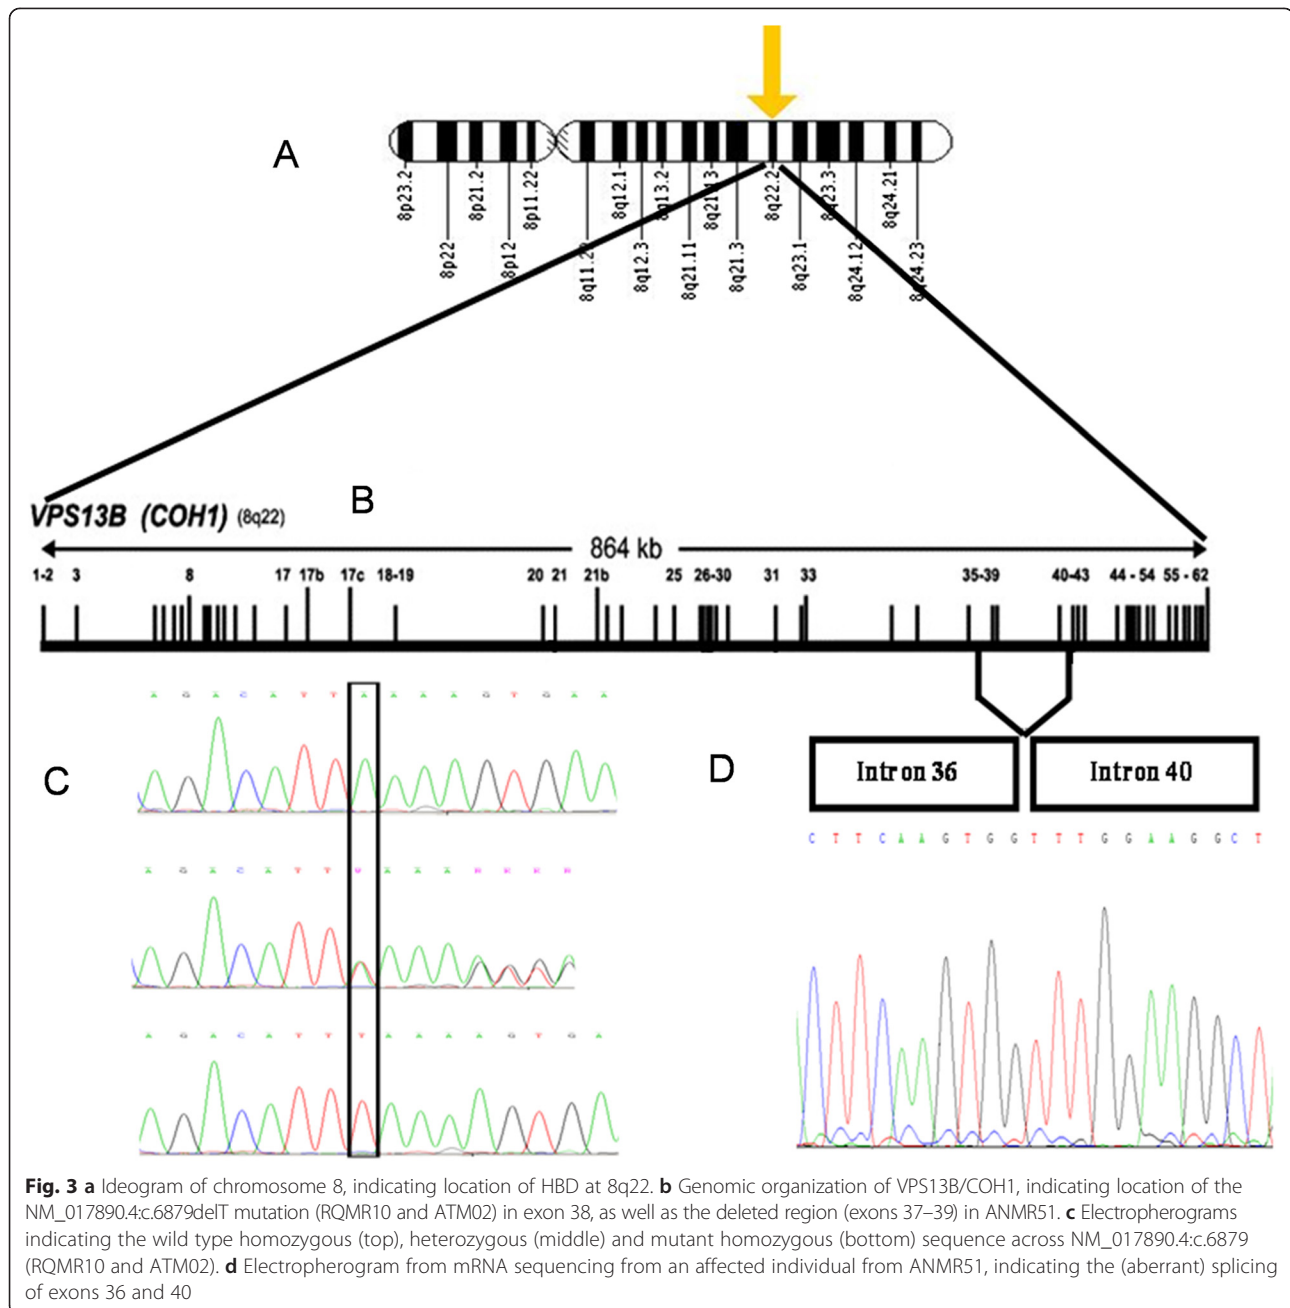 A
8p23.2
8p22
8p21.2
8p12
8p11.22
8q12.1
8q12.3
8q13.2
8q21.11
8q21.3
8q22.2
8q23.1
8q23.3
8q24.12
8q24.21
8q24.23
B
VPS13B (COH1) (8q22)
864 kb
1-2 3 8 17 17b 17c 18-19 20 21 21b 25 26-30 31 33 35-39 40-43 44 - 54 55 - 62
C
A G A C A T T A A A A G T G A A
A G A C A T T W A A A
A G A C A T T T A A A A G T G A
D
Intron 36 Intron 40
C T T C A A G T G G T T T G G A A G G C T
Fig. 3 a Ideogram of chromosome 8, indicating location of HBD at 8q22. b Genomic organization of VPS13B/COH1, indicating location of the
NM_017890.4:c.6879delT mutation (RQMR10 and ATM02) in exon 38, as well as the deleted region (exons 37–39) in ANMR51. c Electropherograms
indicating the wild type homozygous (top), heterozygous (middle) and mutant homozygous (bottom) sequence across NM_017890.4:c.6879
(RQMR10 and ATM02). d Electropherogram from mRNA sequencing from an affected individual from ANMR51, indicating the (aberrant) splicing
of exons 36 and 40